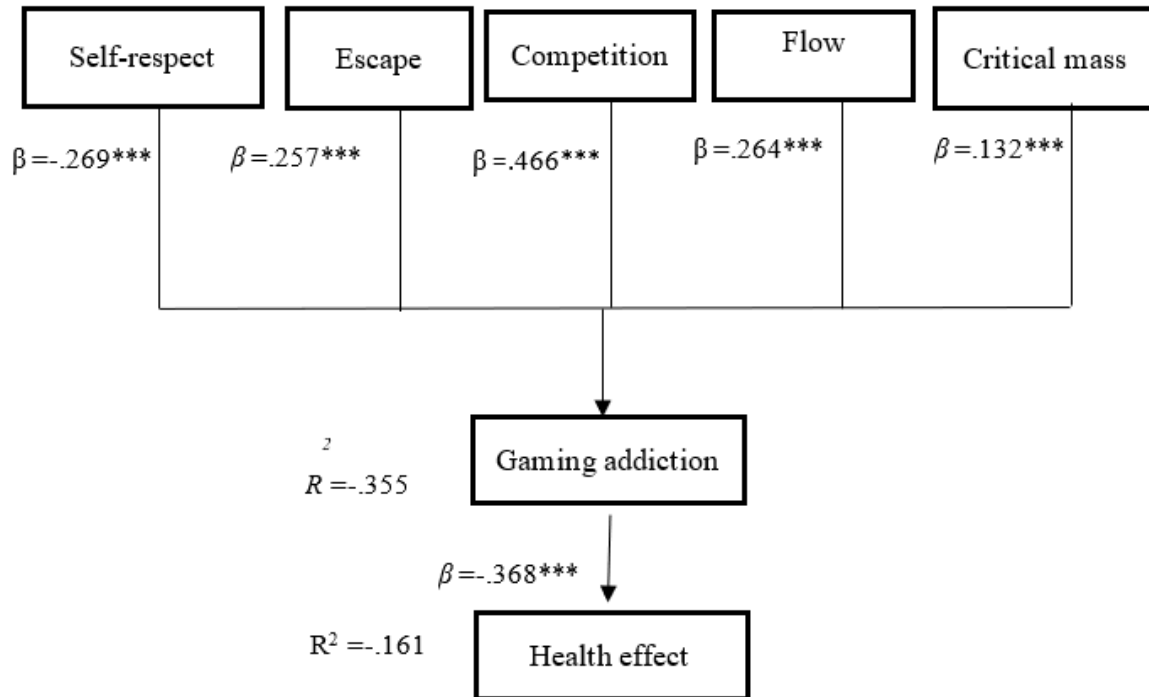 Self-respect
Escape
Competition
Flow
Critical mass
β =-.269***
β =.257***
β =.466***
β =.264***
β =.132***
Gaming addiction
2
R =-.355
β =-.368***
R² =-.161
Health effect